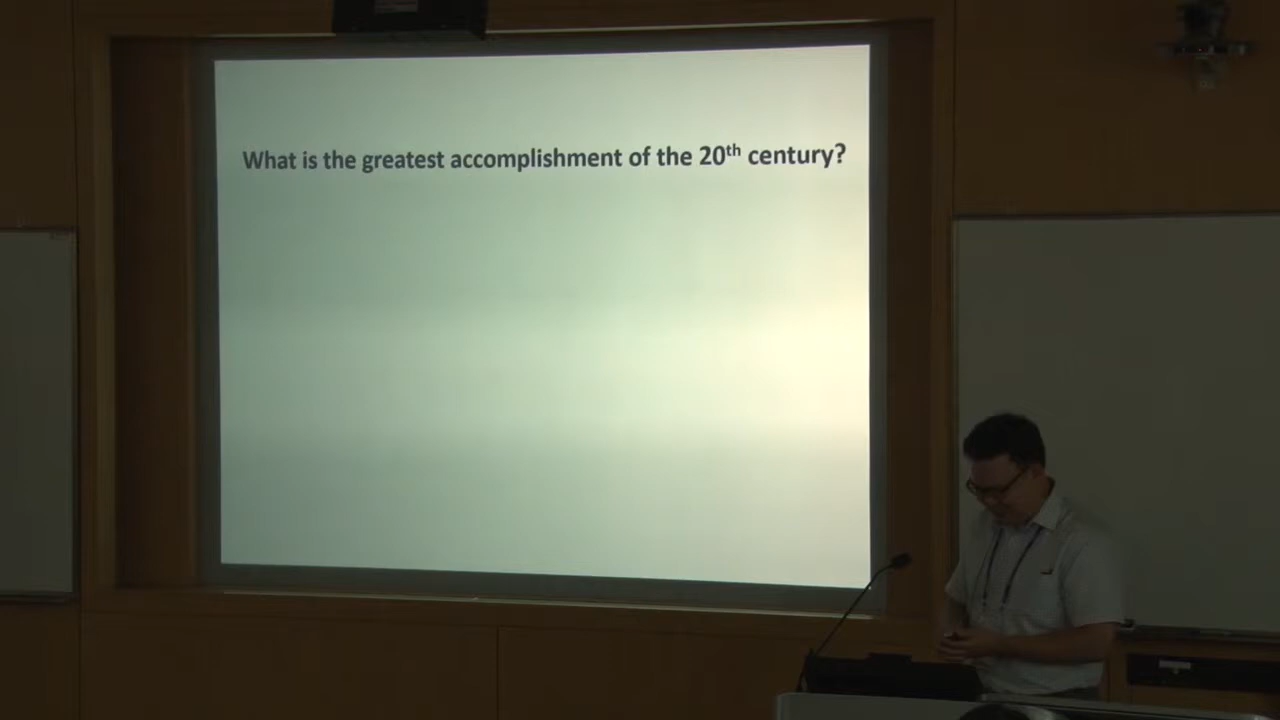 What is the greatest accomplishment of the 20th century?